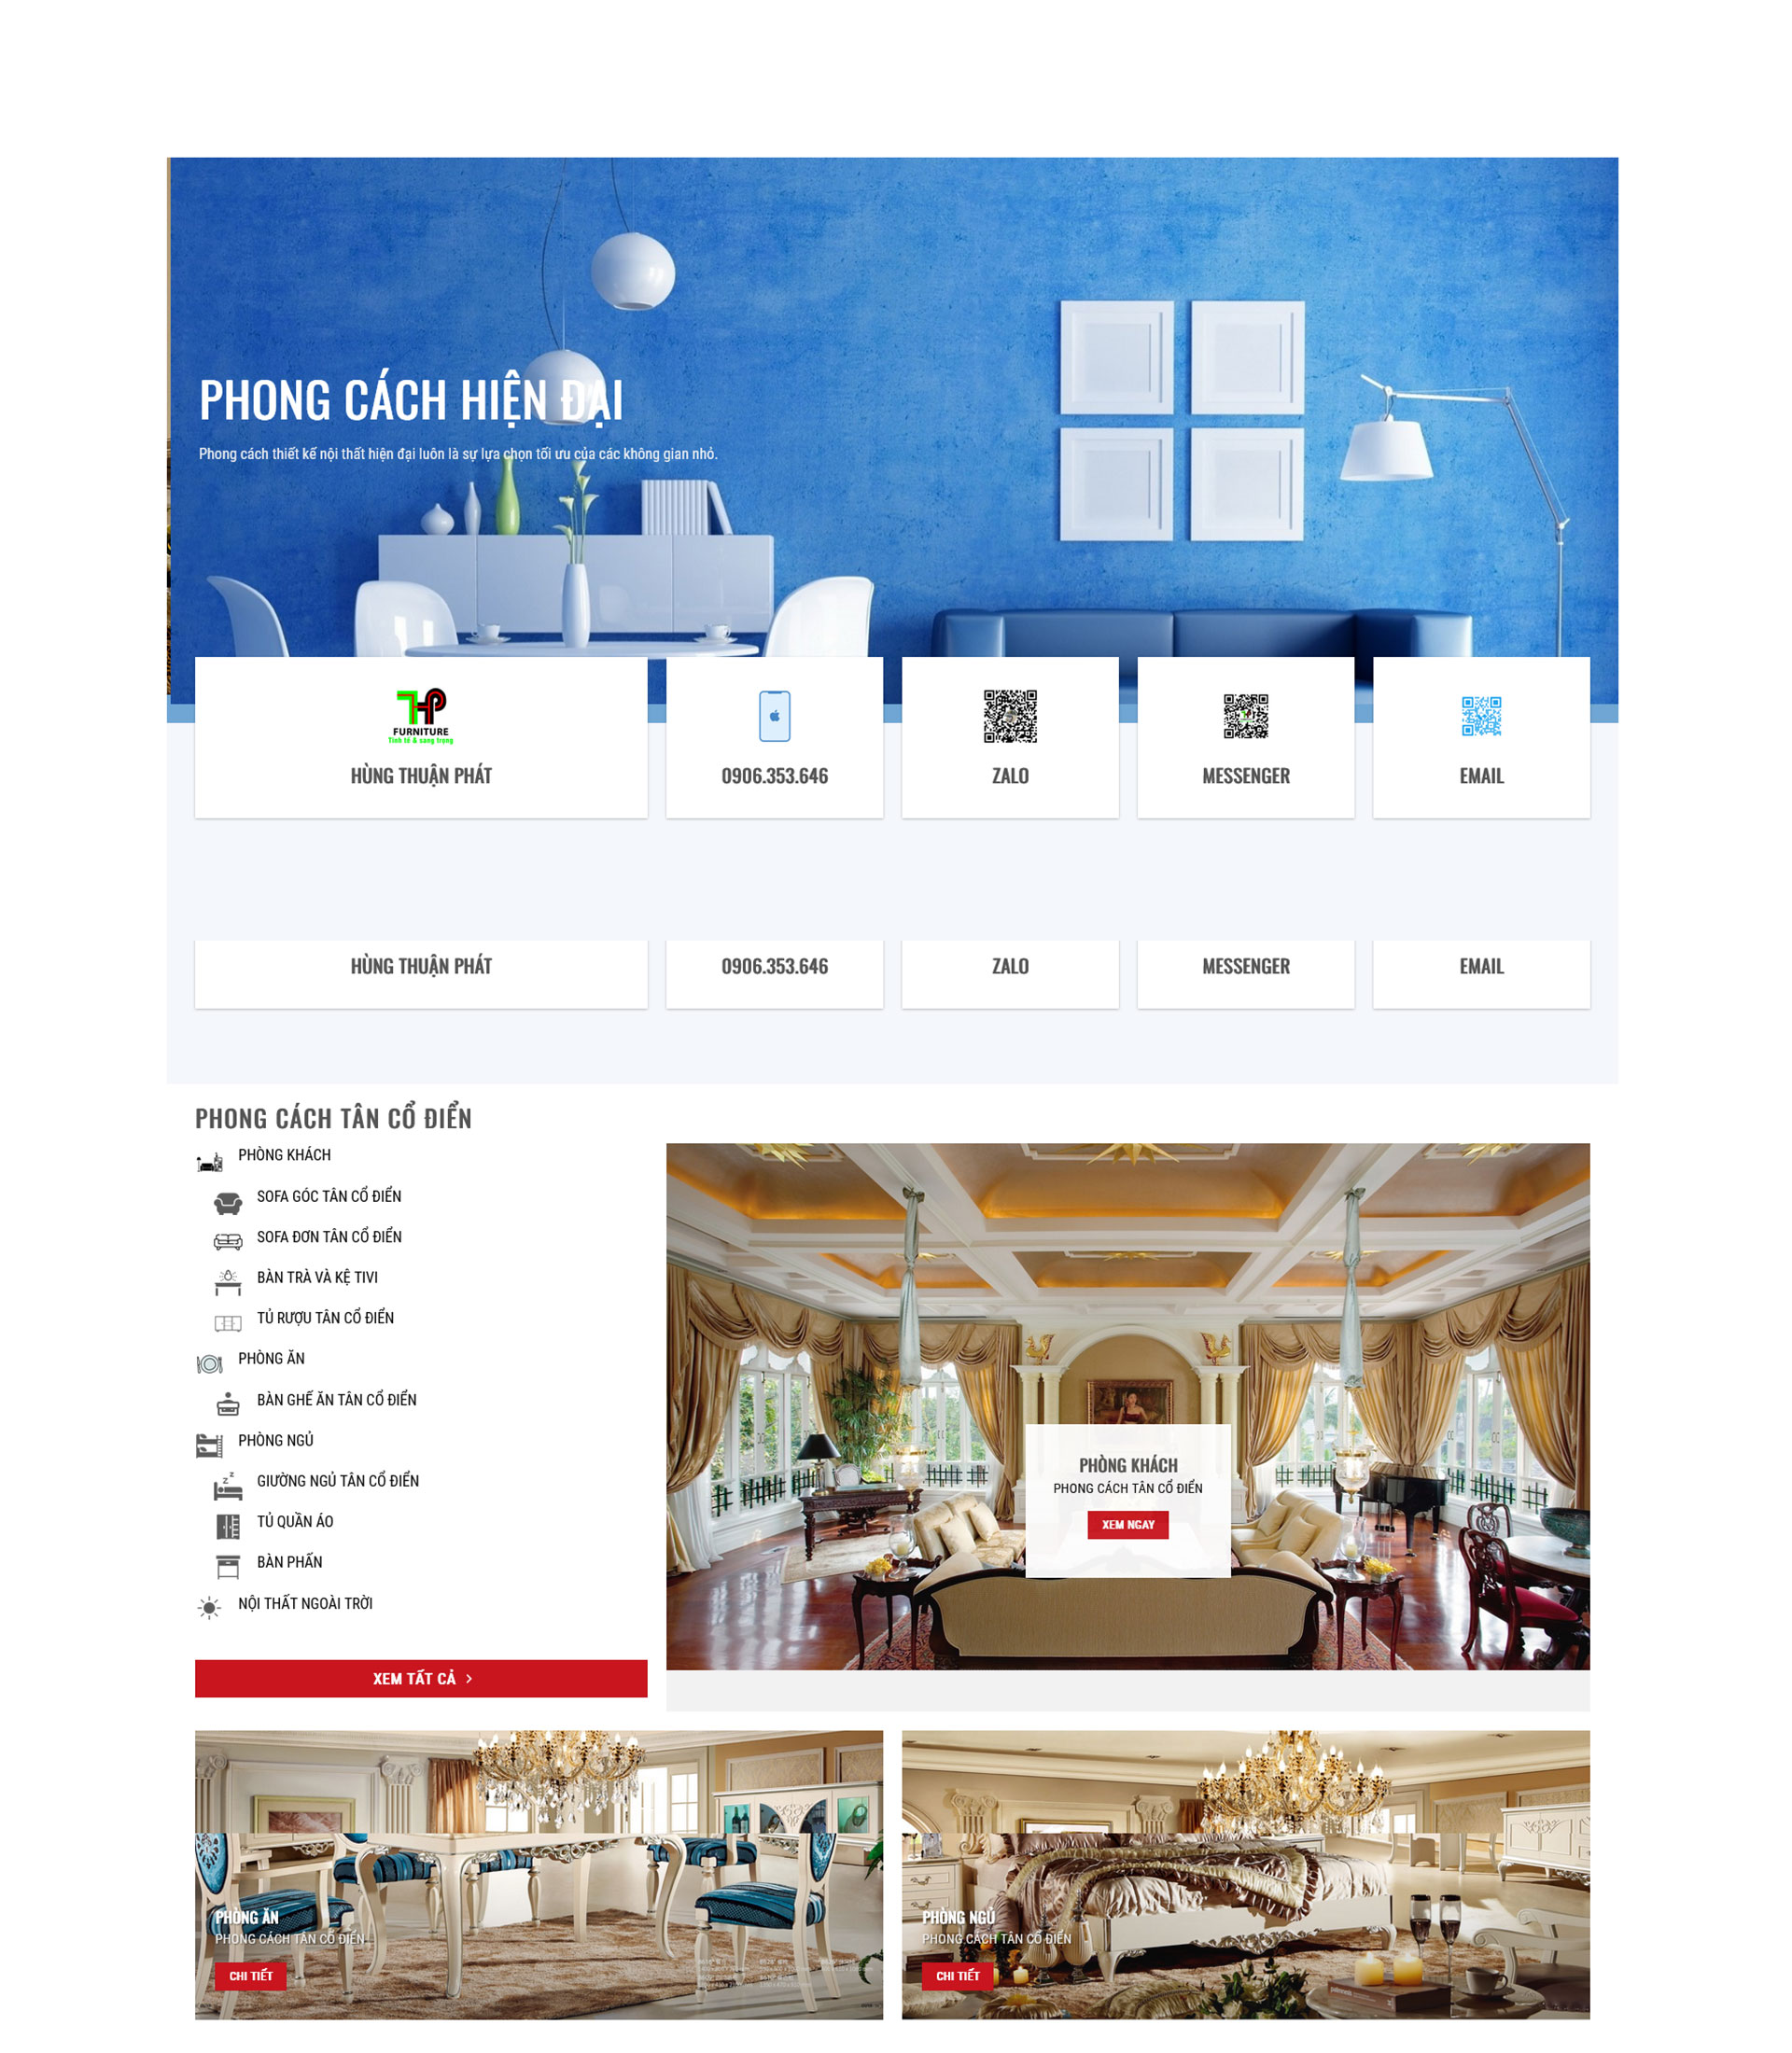 PHONG CÁCH HIỆN ĐẠI
Phong cách thiết kế nội thất hiện đại luôn là sự lựa chọn tối ưu của các không gian nhỏ.
THP
FURNITURE
Tinh tế & sang trọng
HÙNG THUẬN PHÁT
0906.353.646
ZALO
MESSENGER
EMAIL
HÙNG THUẬN PHÁT
0906.353.646
ZALO
MESSENGER
EMAIL
PHONG CÁCH TÂN CỔ ĐIỂN
PHÒNG KHÁCH
SOFA GÓC TÂN CỔ ĐIỂN
SOFA ĐƠN TÂN CỔ ĐIỂN
BÀN TRÀ VÀ KỆ TIVI
TỦ RƯỢU TÂN CỔ ĐIỂN
PHÒNG ĂN
BÀN GHẾ ĂN TÂN CỔ ĐIỂN
PHÒNG NGỦ
GIƯỜNG NGỦ TÂN CỔ ĐIỂN
TỦ QUẦN ÁO
BÀN PHẤN
NỘI THẤT NGOÀI TRỜI
XEM TẤT CẢ
PHÒNG KHÁCH
PHONG CÁCH TÂN CỔ ĐIỂN
XEM NGAY
PHÒNG ĂN
PHONG CÁCH TÂN CỔ ĐIỂN
CHI TIẾT
PHÒNG NGỦ
PHONG CÁCH TÂN CỔ ĐIỂN
CHI TIẾT